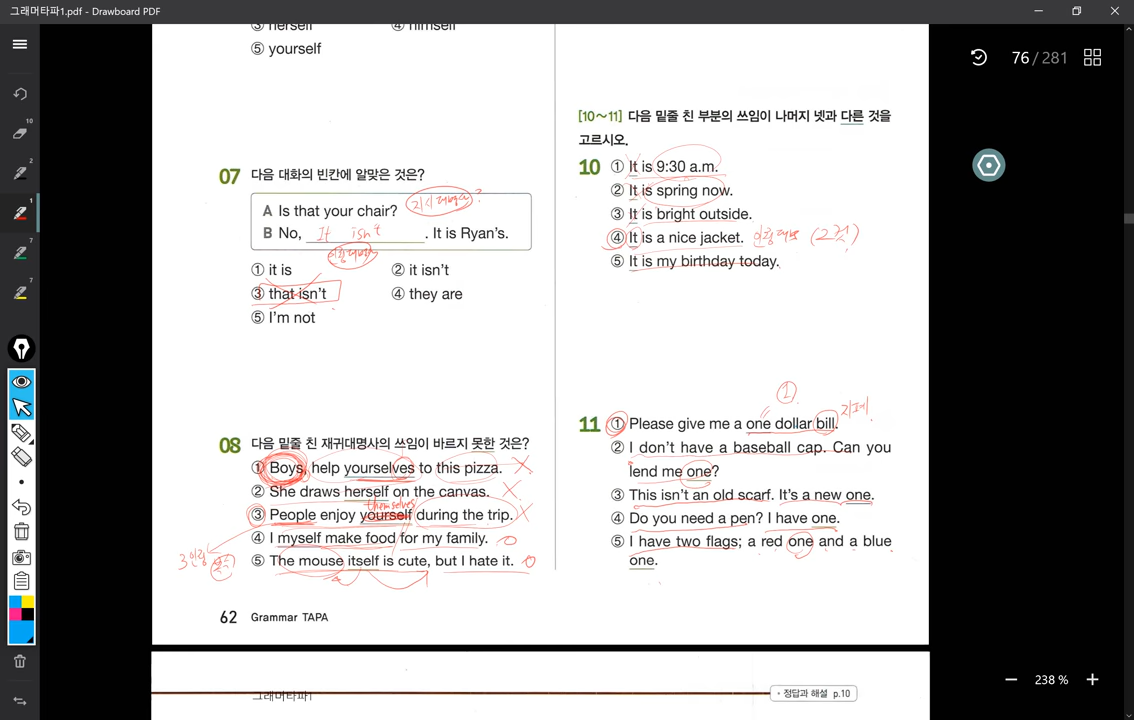 그래머타파1.pdf - Drawboard PDF
76 / 281
③ herself ④ himself
⑤ yourself
07 다음 대화의 빈칸에 알맞은 것은?
지시대명사?
A Is that your chair?
B No, It isn't . It is Ryan's.
인칭대명사
① it is ② it isn't
③ that isn't ④ they are
⑤ I'm not
08 다음 밑줄 친 재귀대명사의 쓰임이 바르지 못한 것은?
① Boys, help yourselves to this pizza. X
② She draws herself on the canvas. X
themselves
③ People enjoy yourself during the trip. X
④ I myself make food for my family. O
3인칭
⑤ The mouse itself is cute, but I hate it. O
62 Grammar TAPA
[10~11] 다음 밑줄 친 부분의 쓰임이 나머지 넷과 다른 것을
고르시오.
10 ① It is 9:30 a.m.
② It is spring now.
③ It is bright outside.
④ It is a nice jacket. 인칭대명 (그것)
⑤ It is my birthday today.
1
지폐
11 ① Please give me a one dollar bill.
② I don't have a baseball cap. Can you
lend me one?
③ This isn't an old scarf. It's a new one.
④ Do you need a pen? I have one.
⑤ I have two flags; a red one and a blue
one.
그래머타파1
• 정답과 해설 p.10
238 %
10
2
1
7
7